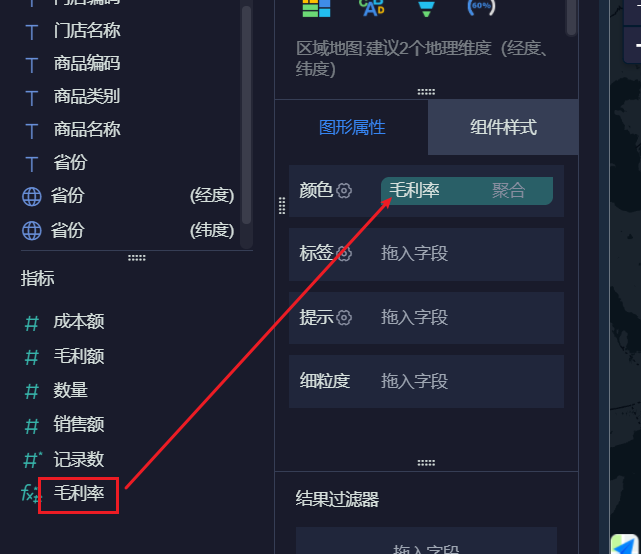 门店编码
门店名称
商品编码
商品类别
商品名称
省份
省份 (经度)
省份 (纬度)
指标
成本额
毛利额
数量
销售额
记录数
毛利率
60%
区域地图:建议2个地理维度（经度、
纬度）
图形属性 组件样式
颜色 毛利率 聚合
标签 拖入字段
提示 拖入字段
细粒度 拖入字段
结果过滤器
拖入字段